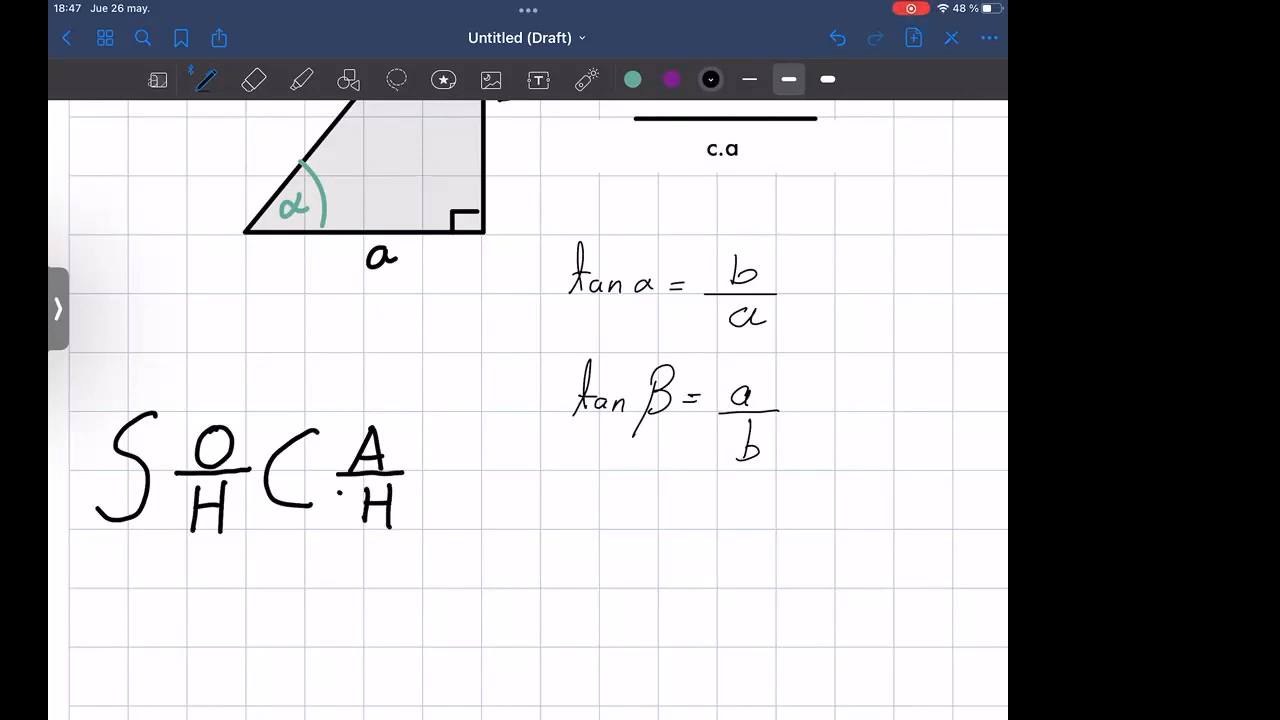 18:47 Jue 26 may. 48 %
Untitled (Draft)
T
c.a
α
a
tan α = b/a
tan β = a/b
S O/H C A/H